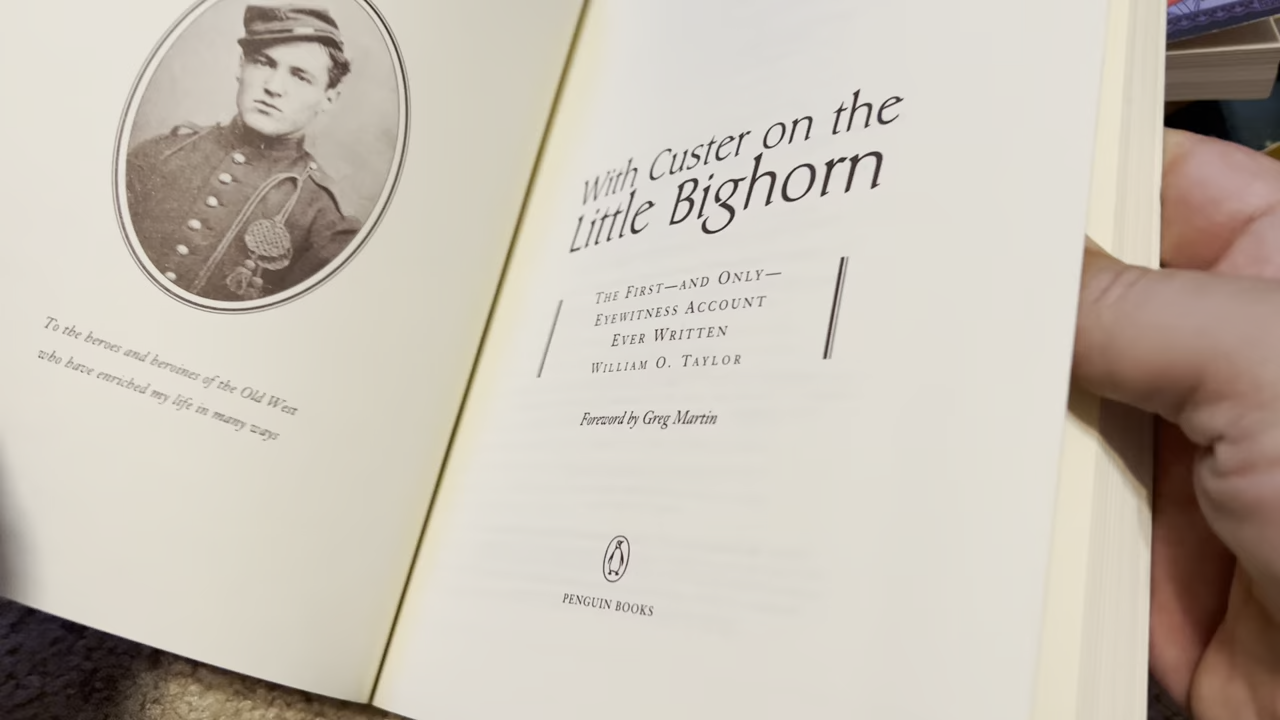 To the heroes and heroines of the Old West
who have enriched my life in many ways
With Custer on the
Little Bighorn
The First—and Only—
Eyewitness Account
Ever Written
William O. Taylor
Foreword by Greg Martin
PENGUIN BOOKS